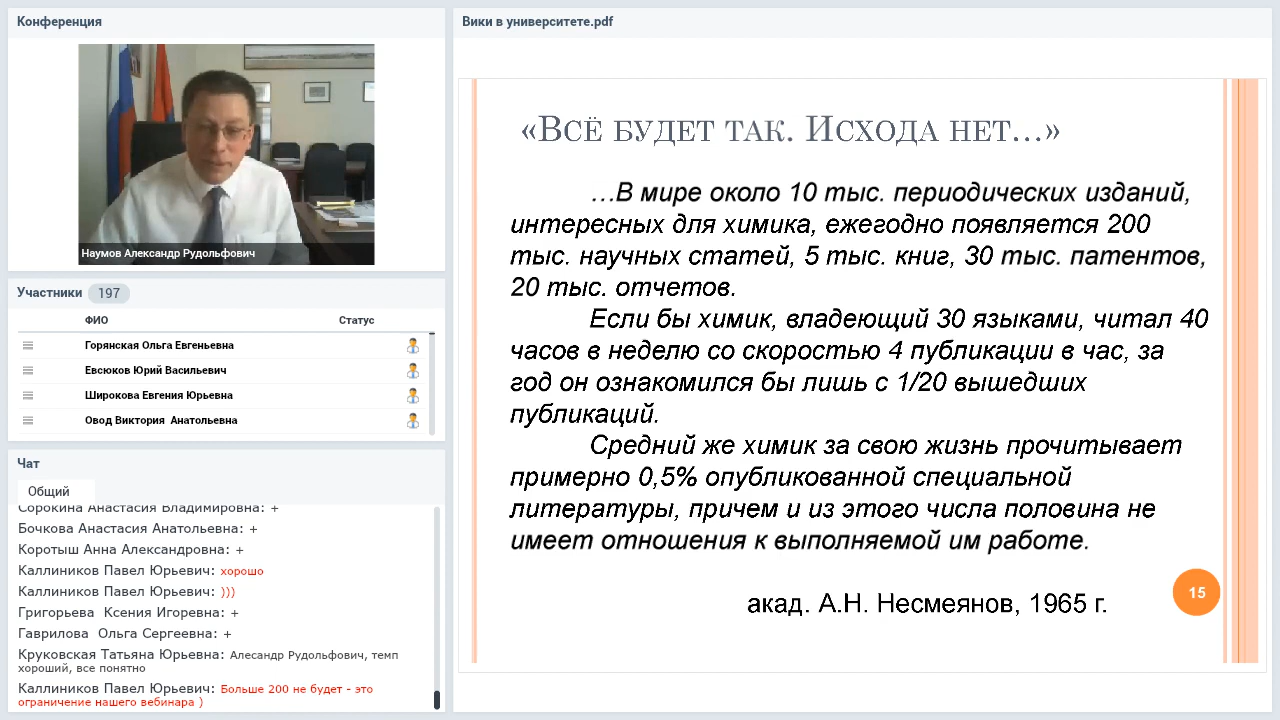 Конференция
Наумов Александр Рудольфович
Участники 197
ФИО Статус
Горянская Ольга Евгеньевна
Евсюков Юрий Васильевич
Широкова Евгения Юрьевна
Овод Виктория Анатольевна
Чат
Общий
Сорокина Анастасия Владимировна: +
Бочкова Анастасия Анатольевна: +
Коротыш Анна Александровна: +
Каллиников Павел Юрьевич: хорошо
Каллиников Павел Юрьевич: )))
Григорьева Ксения Игоревна: +
Гаврилова Ольга Сергеевна: +
Круковская Татьяна Юрьевна: Алесандр Рудольфович, темп
хороший, все понятно
Каллиников Павел Юрьевич: Больше 200 не будет - это
ограничение нашего вебинара )
Вики в университете.pdf
«Всё будет так. Исхода нет…»
…В мире около 10 тыс. периодических изданий,
интересных для химика, ежегодно появляется 200
тыс. научных статей, 5 тыс. книг, 30 тыс. патентов,
20 тыс. отчетов.
Если бы химик, владеющий 30 языками, читал 40
часов в неделю со скоростью 4 публикации в час, за
год он ознакомился бы лишь с 1/20 вышедших
публикаций.
Средний же химик за свою жизнь прочитывает
примерно 0,5% опубликованной специальной
литературы, причем и из этого числа половина не
имеет отношения к выполняемой им работе.
акад. А.Н. Несмеянов, 1965 г.
15